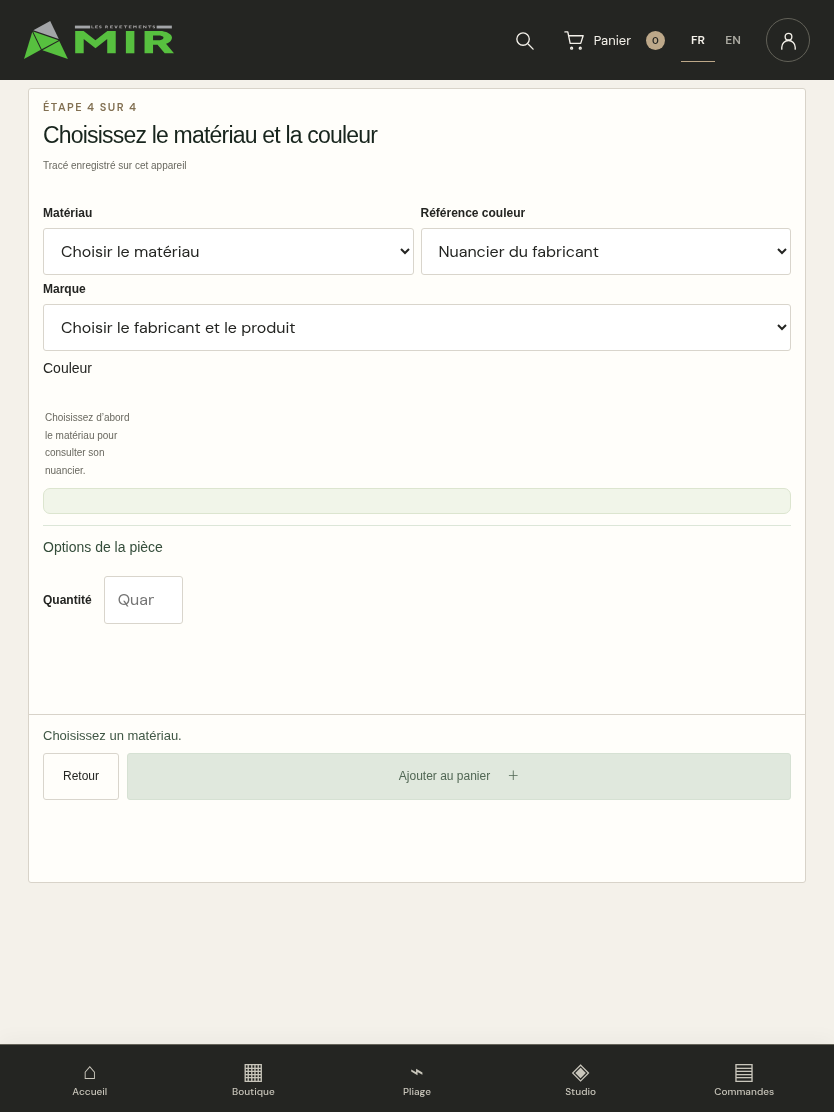 LES REVÊTEMENTS
MIR
Panier 0 FR EN
ÉTAPE 4 SUR 4
Choisissez le matériau et la couleur
Tracé enregistré sur cet appareil
Matériau Référence couleur
Choisir le matériau Nuancier du fabricant
Marque
Choisir le fabricant et le produit
Couleur
Choisissez d'abord
le matériau pour
consulter son
nuancier.
Options de la pièce
Quantité Quar
Choisissez un matériau.
Retour Ajouter au panier +
Accueil Boutique Pliage Studio Commandes